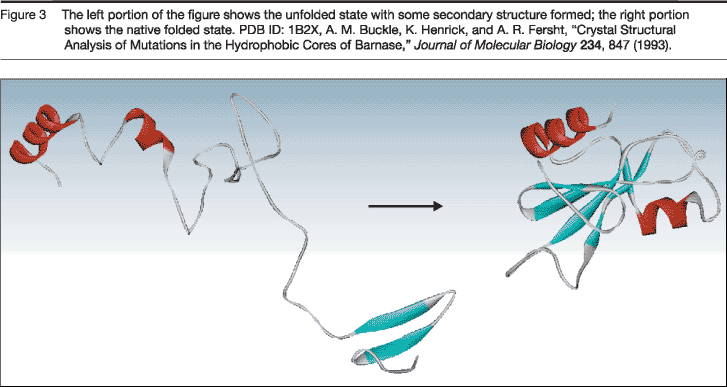 Figure 3 The left portion of the figure shows the unfolded state with some secondary structure formed; the right portion
shows the native folded state. PDB ID: 1B2X, A. M. Buckle, K. Henrick, and A. R. Fersht, “Crystal Structural
Analysis of Mutations in the Hydrophobic Cores of Barnase,” Journal of Molecular Biology 234, 847 (1993).